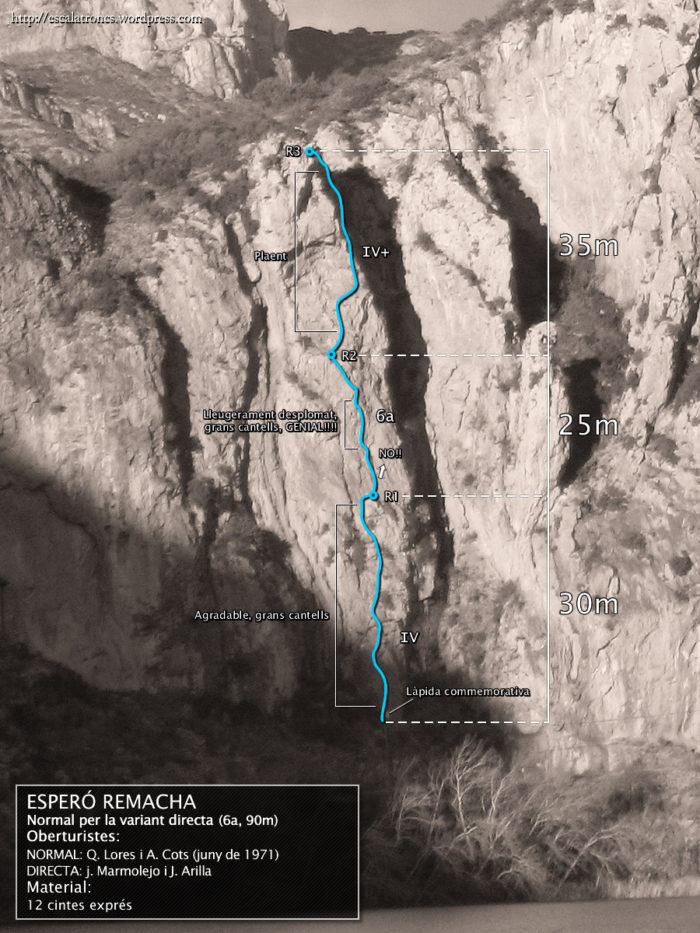 http://escalatroncs.wordpress.com
R3
35m
IV+
Plaent
R2
Lleugerament desplomat,
grans cantells, GENIAL!!!!
6a
25m
NO!!
R1
30m
Agradable, grans cantells
IV
Làpida commemorativa
ESPERÓ REMACHA
Normal per la variant directa (6a, 90m)
Oberturistes:
NORMAL: Q. Lores i A. Cots (juny de 1971)
DIRECTA: j. Marmolejo i J. Arilla
Material:
12 cintes exprés